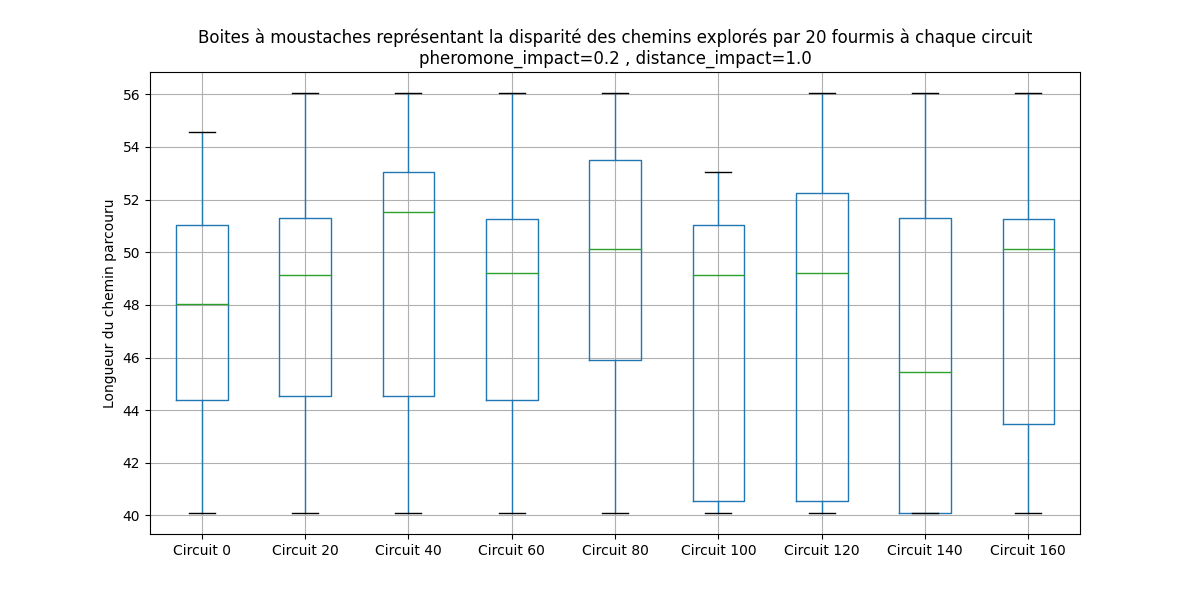 Boites à moustaches représentant la disparité des chemins explorés par 20 fourmis à chaque circuit
pheromone_impact=0.2 , distance_impact=1.0
Longueur du chemin parcouru
56
54
52
50
48
46
44
42
40
Circuit 0
Circuit 20
Circuit 40
Circuit 60
Circuit 80
Circuit 100
Circuit 120
Circuit 140
Circuit 160